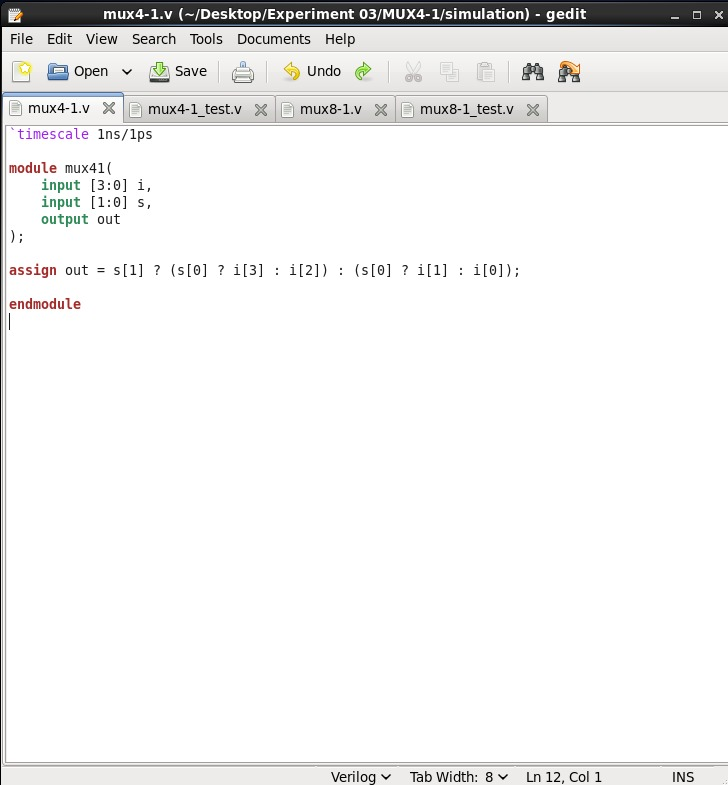 mux4-1.v (~/Desktop/Experiment 03/MUX4-1/simulation) - gedit
File Edit View Search Tools Documents Help
Open Save Undo
mux4-1.v mux4-1_test.v mux8-1.v mux8-1_test.v
`timescale 1ns/1ps
module mux41(
    input [3:0] i,
    input [1:0] s,
    output out
);
assign out = s[1] ? (s[0] ? i[3] : i[2]) : (s[0] ? i[1] : i[0]);
endmodule
Verilog Tab Width: 8 Ln 12, Col 1 INS